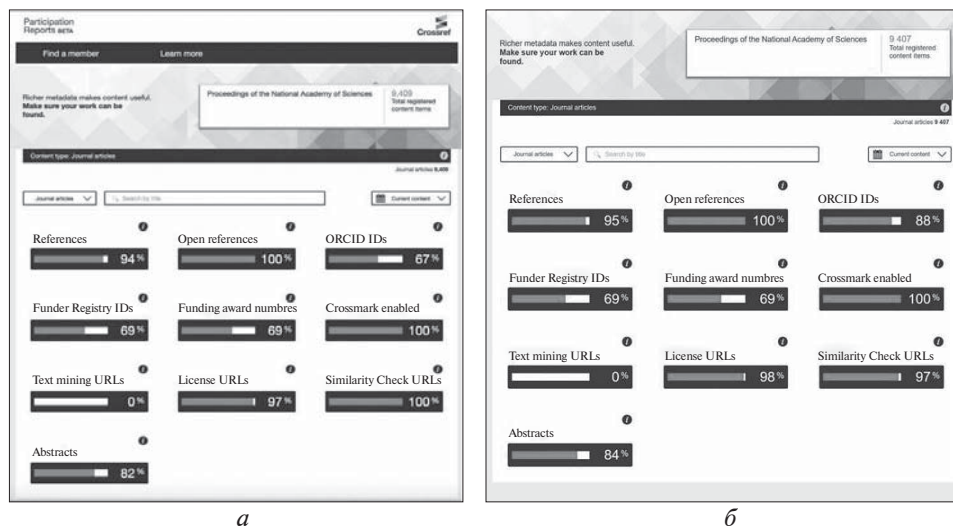 Participation
Reports BETA
Crossref
Find a member Learn more
Richer metadata makes content useful.
Make sure your work can be
found.
Proceedings of the National Academy of Sciences
9,409
Total registered
content items
Content type: Journal articles
Journal articles 9,409
Journal articles
Search by title
Current content
References
94 %
Open references
100 %
ORCID IDs
67 %
Funder Registry IDs
69 %
Funding award numbres
69 %
Crossmark enabled
100 %
Text mining URLs
0 %
License URLs
97 %
Similarity Check URLs
100 %
Abstracts
82 %
а
Richer metadata makes content useful.
Make sure your work can be
found.
Proceedings of the National Academy of Sciences
9 407
Total registered
content items
Content type: Journal articles
Journal articles 9 407
Journal articles
Search by title
Current content
References
95 %
Open references
100 %
ORCID IDs
88 %
Funder Registry IDs
69 %
Funding award numbres
69 %
Crossmark enabled
100 %
Text mining URLs
0 %
License URLs
98 %
Similarity Check URLs
97 %
Abstracts
84 %
б